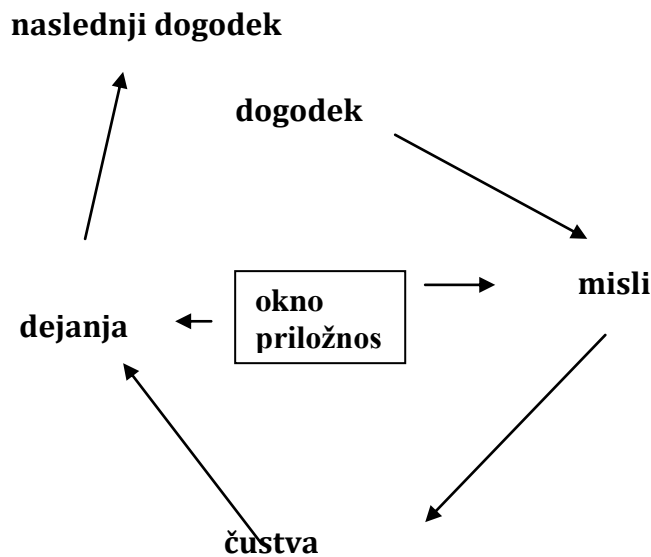 naslednji dogodek
dogodek
misli
okno
priložnos
dejanja
čustva